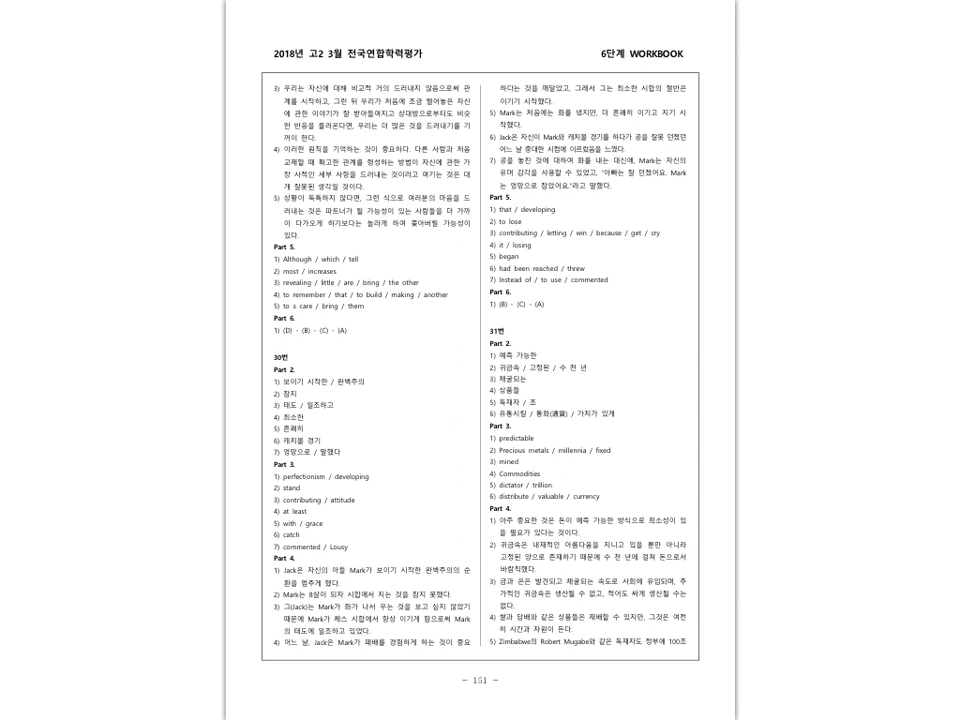 2018년 고2 3월 전국연합학력평가
6단계 WORKBOOK
3) 우리는 자신에 대해 비교적 거의 드러내지 않음으로써 관
계를 시작하고, 그런 뒤 우리가 처음에 조금 털어놓은 자신
에 관한 이야기가 잘 받아들여지고 상대방으로부터도 비슷
한 반응을 불러온다면, 우리는 더 많은 것을 드러내기를 기
꺼이 한다.
4) 이러한 원칙을 기억하는 것이 중요하다. 다른 사람과 처음
교제할 때 확고한 관계를 형성하는 방법이 자신에 관한 가
장 사적인 세부 사항을 드러내는 것이라고 여기는 것은 대
개 잘못된 생각일 것이다.
5) 상황이 독특하지 않다면, 그런 식으로 여러분의 마음을 드
러내는 것은 파트너가 될 가능성이 있는 사람들을 더 가까
이 다가오게 하기보다는 놀라게 하여 쫓아버릴 가능성이
있다.
Part 5.
1) Although / which / tell
2) most / increases
3) revealing / little / are / bring / the other
4) to remember / that / to build / making / another
5) to s care / bring / them
Part 6.
1) (D) - (B) - (C) - (A)
30번
Part 2.
1) 보이기 시작한 / 완벽주의
2) 참지
3) 태도 / 일조하고
4) 최소한
5) 흔쾌히
6) 캐치볼 경기
7) 엉망으로 / 말했다
Part 3.
1) perfectionism / developing
2) stand
3) contributing / attitude
4) at least
5) with / grace
6) catch
7) commented / Lousy
Part 4.
1) Jack은 자신의 아들 Mark가 보이기 시작한 완벽주의의 순
환을 멈추게 했다.
2) Mark는 8살이 되자 시합에서 지는 것을 참지 못했다.
3) 그(Jack)는 Mark가 화가 나서 우는 것을 보고 싶지 않았기
때문에 Mark가 체스 시합에서 항상 이기게 함으로써 Mark
의 태도에 일조하고 있었다.
4) 어느 날, Jack은 Mark가 패배를 경험하게 하는 것이 중요
하다는 것을 깨달았고, 그래서 그는 최소한 시합의 절반은
이기기 시작했다.
5) Mark는 처음에는 화를 냈지만, 더 흔쾌히 이기고 지기 시
작했다.
6) Jack은 자신이 Mark와 캐치볼 경기를 하다가 공을 잘못 던졌던
어느 날 중대한 시점에 이르렀음을 느꼈다.
7) 공을 놓친 것에 대하여 화를 내는 대신에, Mark는 자신의
유머 감각을 사용할 수 있었고, "아빠는 잘 던졌어요. Mark
는 엉망으로 잡았어요."라고 말했다.
Part 5.
1) that / developing
2) to lose
3) contributing / letting / win / because / get / cry
4) it / losing
5) began
6) had been reached / threw
7) Instead of / to use / commented
Part 6.
1) (B) - (C) - (A)
31번
Part 2.
1) 예측 가능한
2) 귀금속 / 고정된 / 수 천 년
3) 채굴되는
4) 상품들
5) 독재자 / 조
6) 유통시킬 / 통화(通貨) / 가치가 있게
Part 3.
1) predictable
2) Precious metals / millennia / fixed
3) mined
4) Commodities
5) dictator / trillion
6) distribute / valuable / currency
Part 4.
1) 아주 중요한 것은 돈이 예측 가능한 방식으로 희소성이 있
을 필요가 있다는 것이다.
2) 귀금속은 내재적인 아름다움을 지니고 있을 뿐만 아니라
고정된 양으로 존재하기 때문에 수 천 년에 걸쳐 돈으로서
바람직했다.
3) 금과 은은 발견되고 채굴되는 속도로 사회에 유입되며, 추
가적인 귀금속은 생산될 수 없고, 적어도 싸게 생산될 수는
없다.
4) 쌀과 담배와 같은 상품들은 재배할 수 있지만, 그것은 여전
히 시간과 자원이 든다.
5) Zimbabwe의 Robert Mugabe와 같은 독재자도 정부에 100조
- 151 -